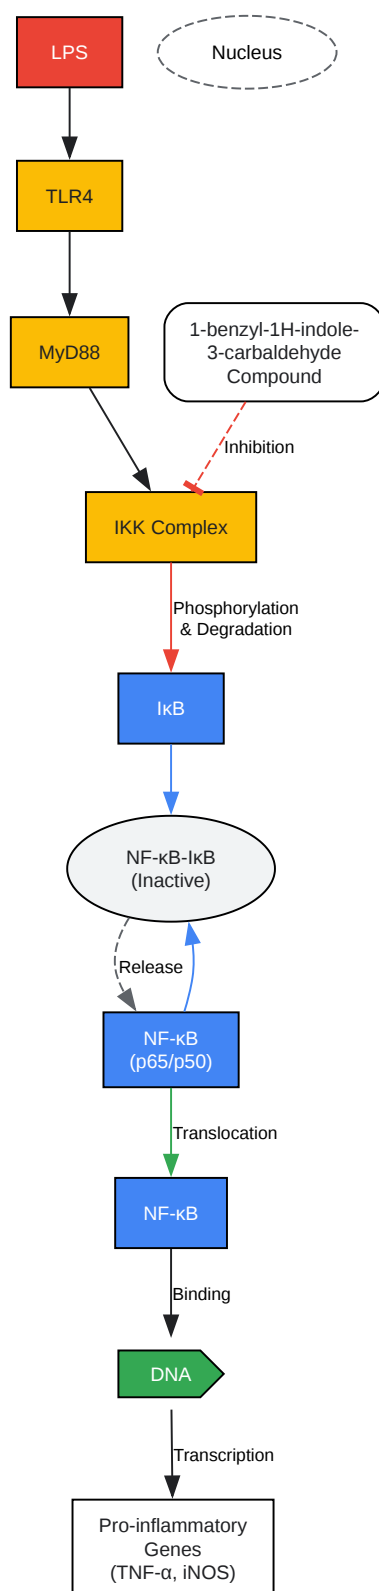 LPS
Nucleus
TLR4
MyD88
1-benzyl-1H-indole-
3-carbaldehyde
Compound
Inhibition
IKK Complex
Phosphorylation
& Degradation
IκB
NF-κB-IκB
(Inactive)
Release
NF-κB
(p65/p50)
Translocation
NF-κB
Binding
DNA
Transcription
Pro-inflammatory
Genes
(TNF-α, iNOS)